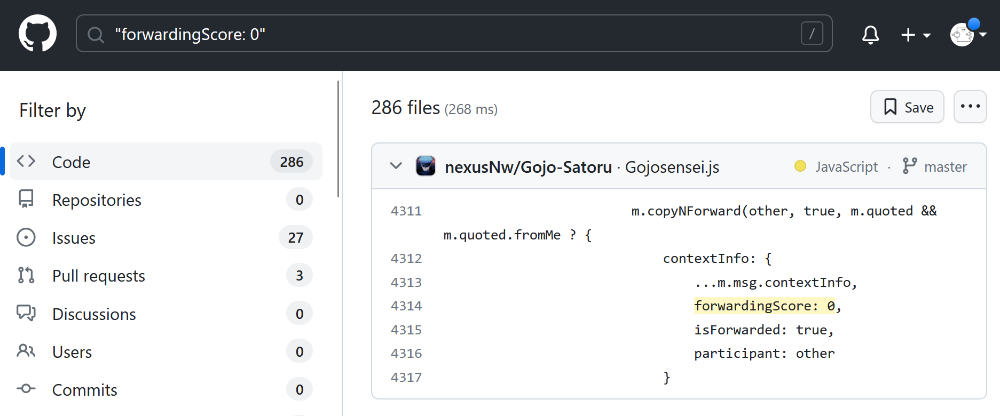 "forwardingScore: 0"
/
Filter by
Code 286
Repositories 0
Issues 27
Pull requests 3
Discussions 0
Users 0
Commits 0
286 files (268 ms)
Save
nexusNw/Gojo-Satoru · Gojosensei.js
JavaScript · master
4311 m.copyNForward(other, true, m.quoted &&
m.quoted.fromMe ? {
4312 contextInfo: {
4313 ...m.msg.contextInfo,
4314 forwardingScore: 0,
4315 isForwarded: true,
4316 participant: other
4317 }